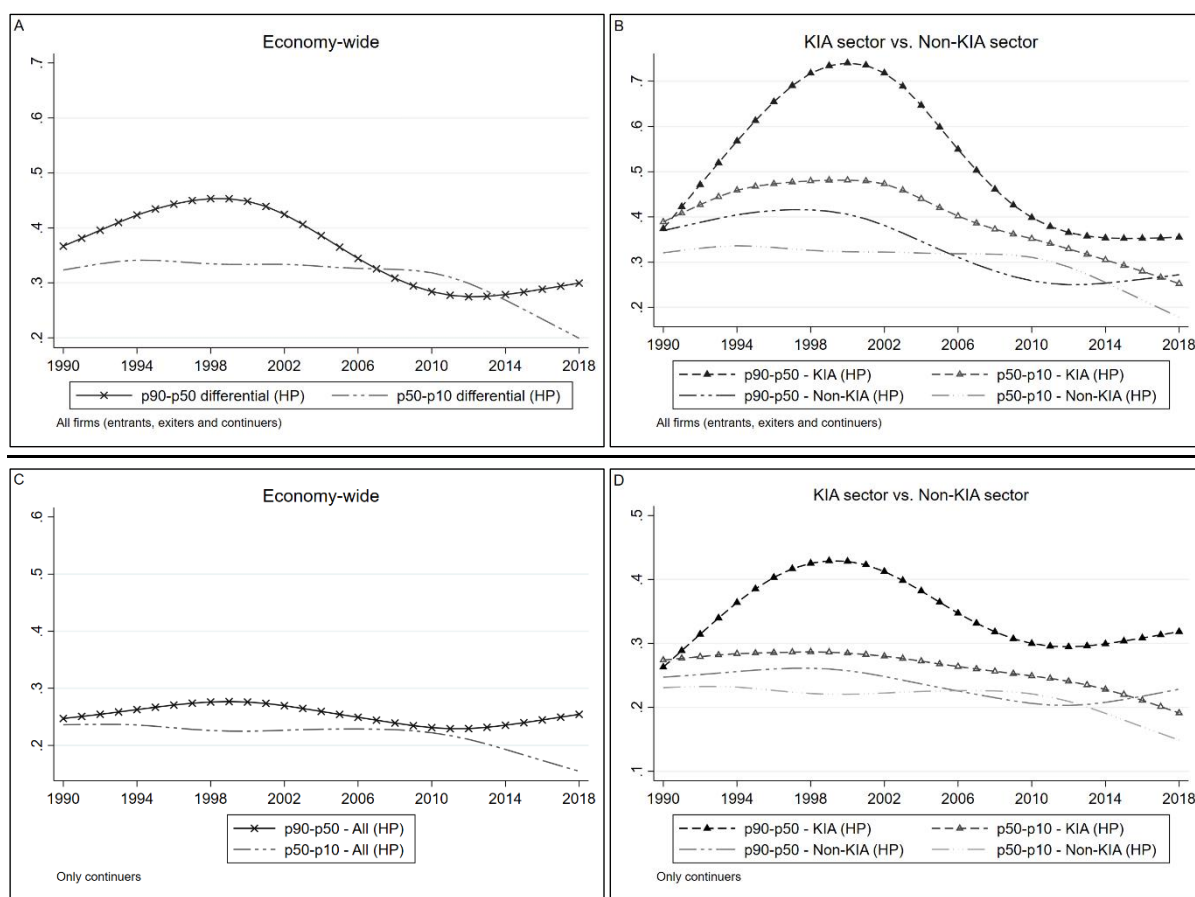 A
Economy-wide
.7
.6
.5
.4
.3
.2
1990 1994 1998 2002 2006 2010 2014 2018
p90-p50 differential (HP) p50-p10 differential (HP)
All firms (entrants, exiters and continuers)
B
KIA sector vs. Non-KIA sector
.7
.6
.5
.4
.3
.2
1990 1994 1998 2002 2006 2010 2014 2018
p90-p50 - KIA (HP) p50-p10 - KIA (HP)
p90-p50 - Non-KIA (HP) p50-p10 - Non-KIA (HP)
All firms (entrants, exiters and continuers)
C
Economy-wide
.6
.5
.4
.3
.2
1990 1994 1998 2002 2006 2010 2014 2018
p90-p50 - All (HP)
p50-p10 - All (HP)
Only continuers
D
KIA sector vs. Non-KIA sector
.5
.4
.3
.2
.1
1990 1994 1998 2002 2006 2010 2014 2018
p90-p50 - KIA (HP) p50-p10 - KIA (HP)
p90-p50 - Non-KIA (HP) p50-p10 - Non-KIA (HP)
Only continuers